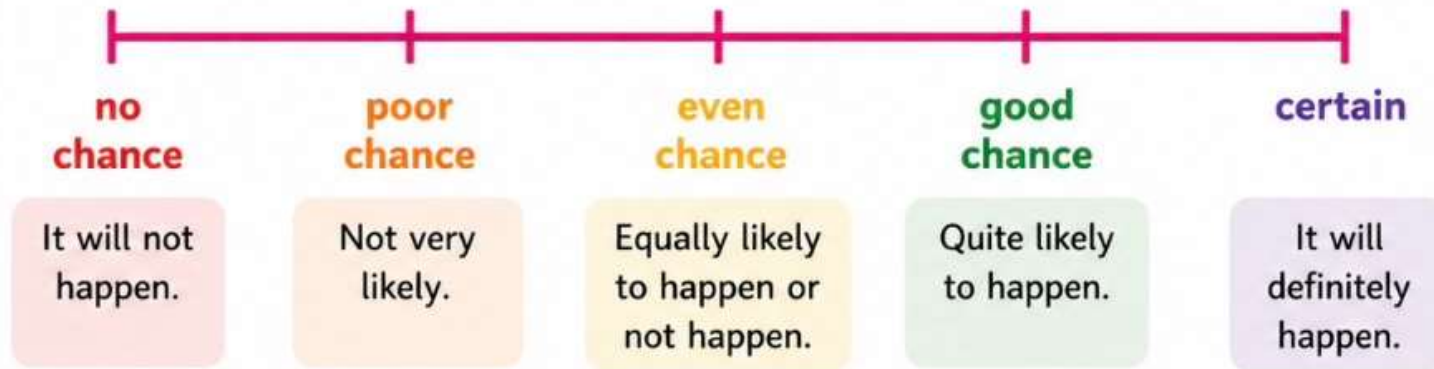 no
chance
poor
chance
even
chance
good
chance
certain
It will not
happen.
Not very
likely.
Equally likely
to happen or
not happen.
Quite likely
to happen.
It will
definitely
happen.